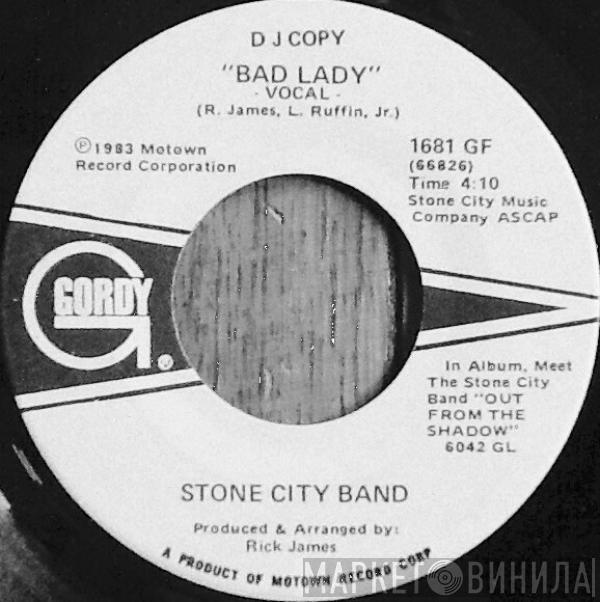 D J COPY
"BAD LADY"
- VOCAL -
(R. James, L. Ruffin, Jr.)
℗1983 Motown
Record Corporation
1681 GF
(66826)
Time 4:10
Stone City Music
Company ASCAP
GORDY
G®
In Album, Meet
The Stone City
Band "OUT
FROM THE
SHADOW"
6042 GL
STONE CITY BAND
Produced & Arranged by:
Rick James
A PRODUCT OF MOTOWN RECORD CORP
МАРКЕТ ВИНИЛА